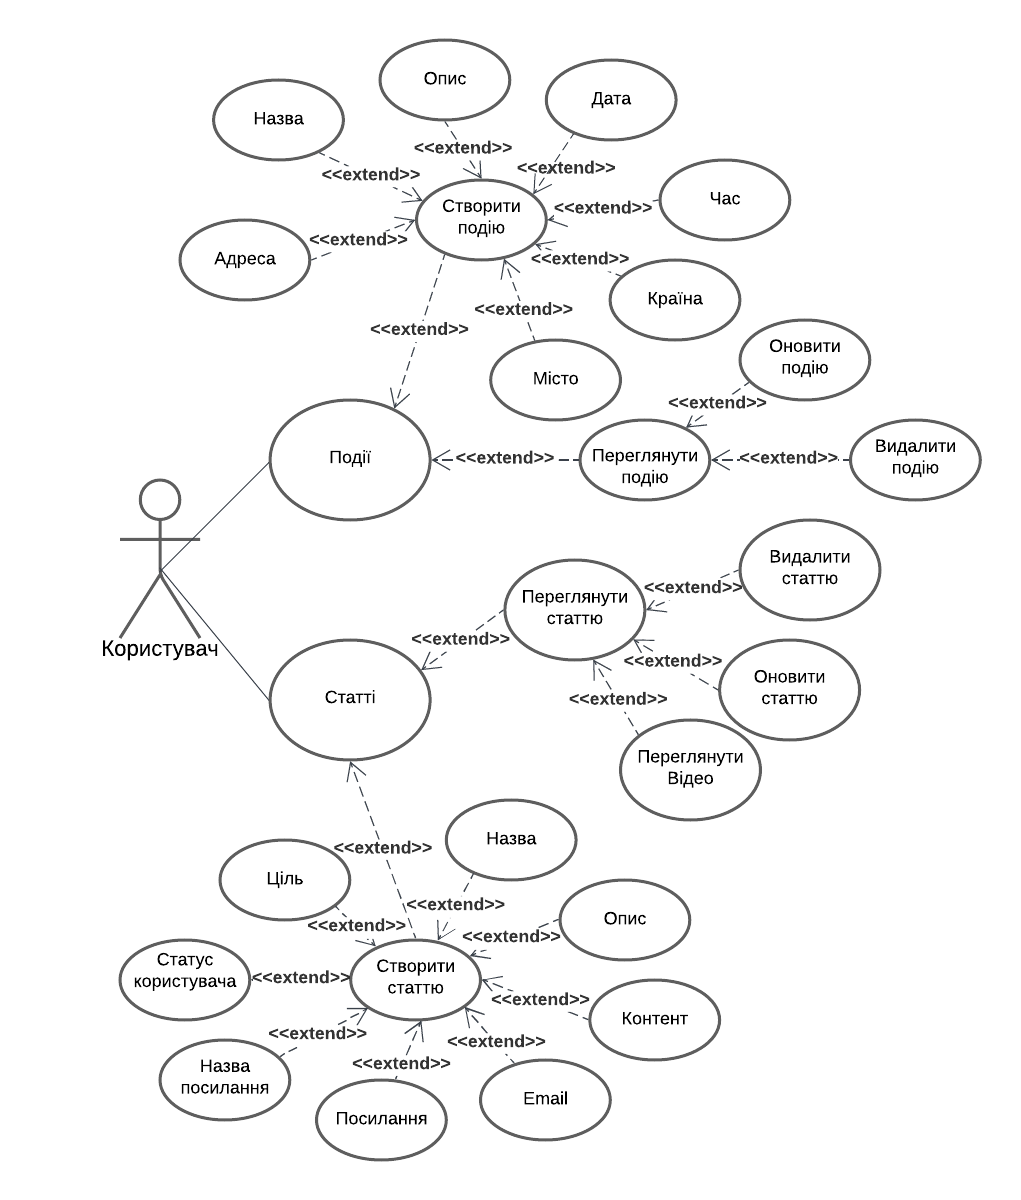 Опис
Дата
Назва
<<extend>>
<<extend>>
<<extend>>
Час
Створити
подію
<<extend>>
<<extend>>
Адреса
<<extend>>
Країна
<<extend>>
<<extend>>
Оновити
подію
Місто
<<extend>>
Події
<<extend>>
Переглянути
подію
<<extend>>
Видалити
подію
Видалити
статтю
<<extend>>
Переглянути
статтю
<<extend>>
Користувач
<<extend>>
Оновити
статтю
Статті
<<extend>>
Переглянути
Відео
<<extend>>
Назва
Ціль
<<extend>>
Опис
<<extend>>
<<extend>>
Статус
користувача
<<extend>>
Створити
статтю
<<extend>>
Контент
<<extend>>
<<extend>>
<<extend>>
Назва
посилання
Посилання
Email